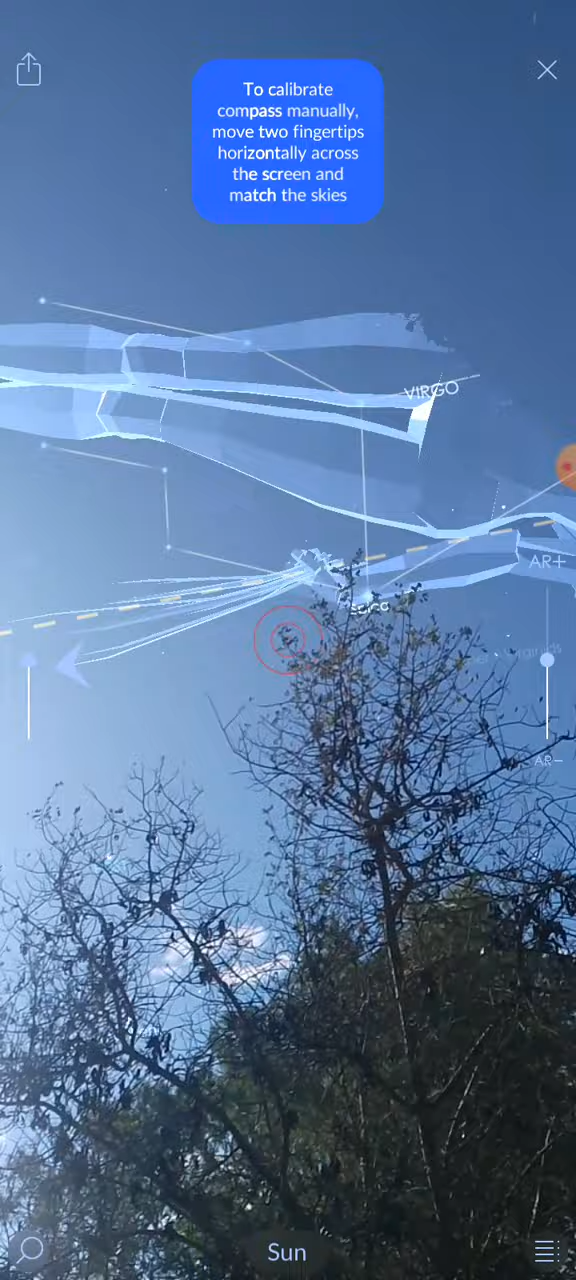 To calibrate
compass manually,
move two fingertips
horizontally across
the screen and
match the skies
VIRGO
AR+
AR−
Sun